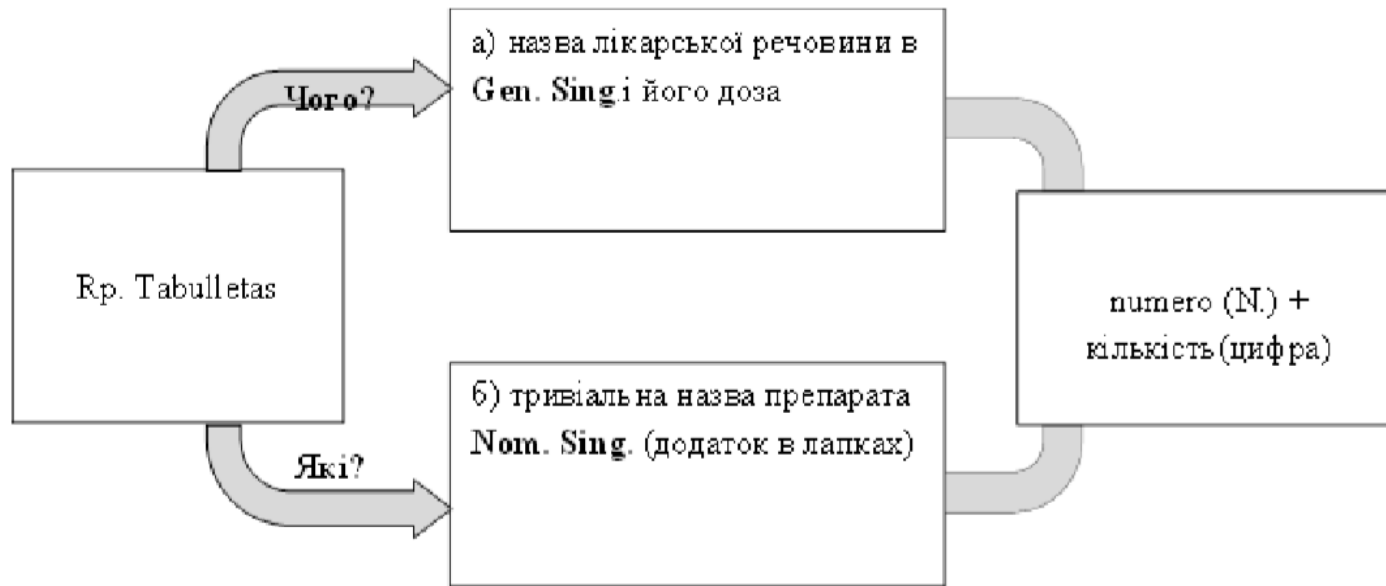 а) назва лікарської речовини в
Gen. Sing.і його доза
Чого?
Rp. Tabulletas
numero (N.) +
кількість(цифра)
б) тривіальна назва препарата
Nom. Sing. (додаток в лапках)
Які?